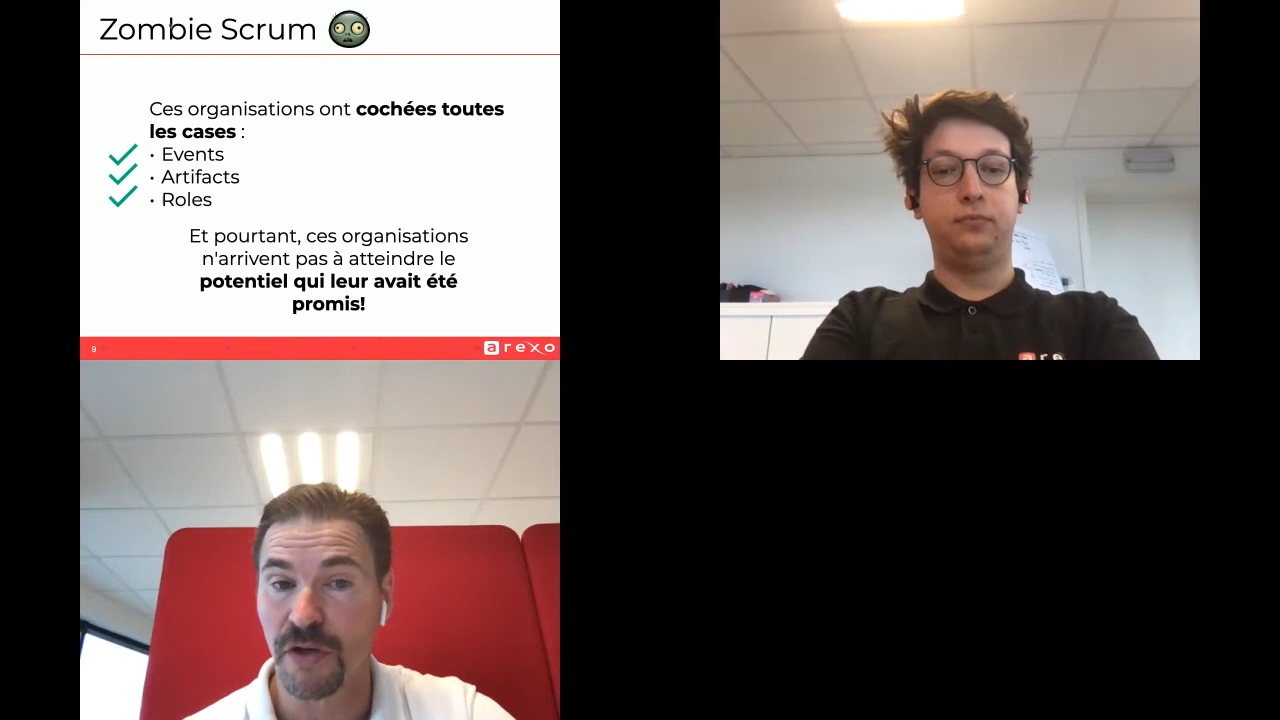 Zombie Scrum
Ces organisations ont cochées toutes
les cases :
• Events
• Artifacts
• Roles
Et pourtant, ces organisations
n'arrivent pas à atteindre le
potentiel qui leur avait été
promis!
9
arexo
are